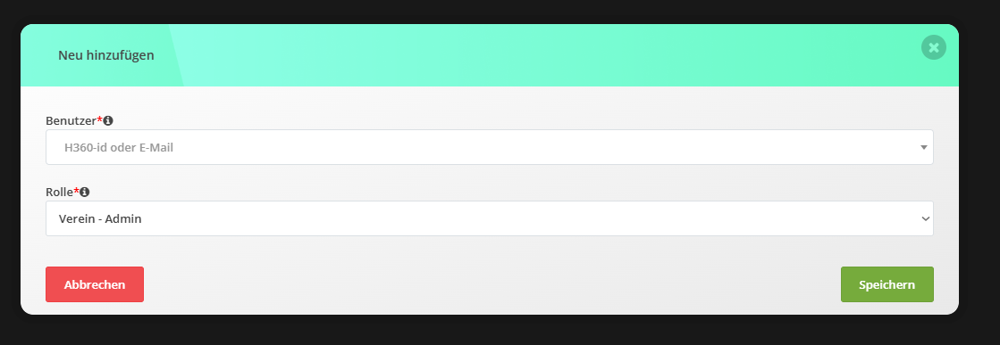 Neu hinzufügen
Benutzer*
H360-id oder E-Mail
Rolle*
Verein - Admin
Abbrechen
Speichern